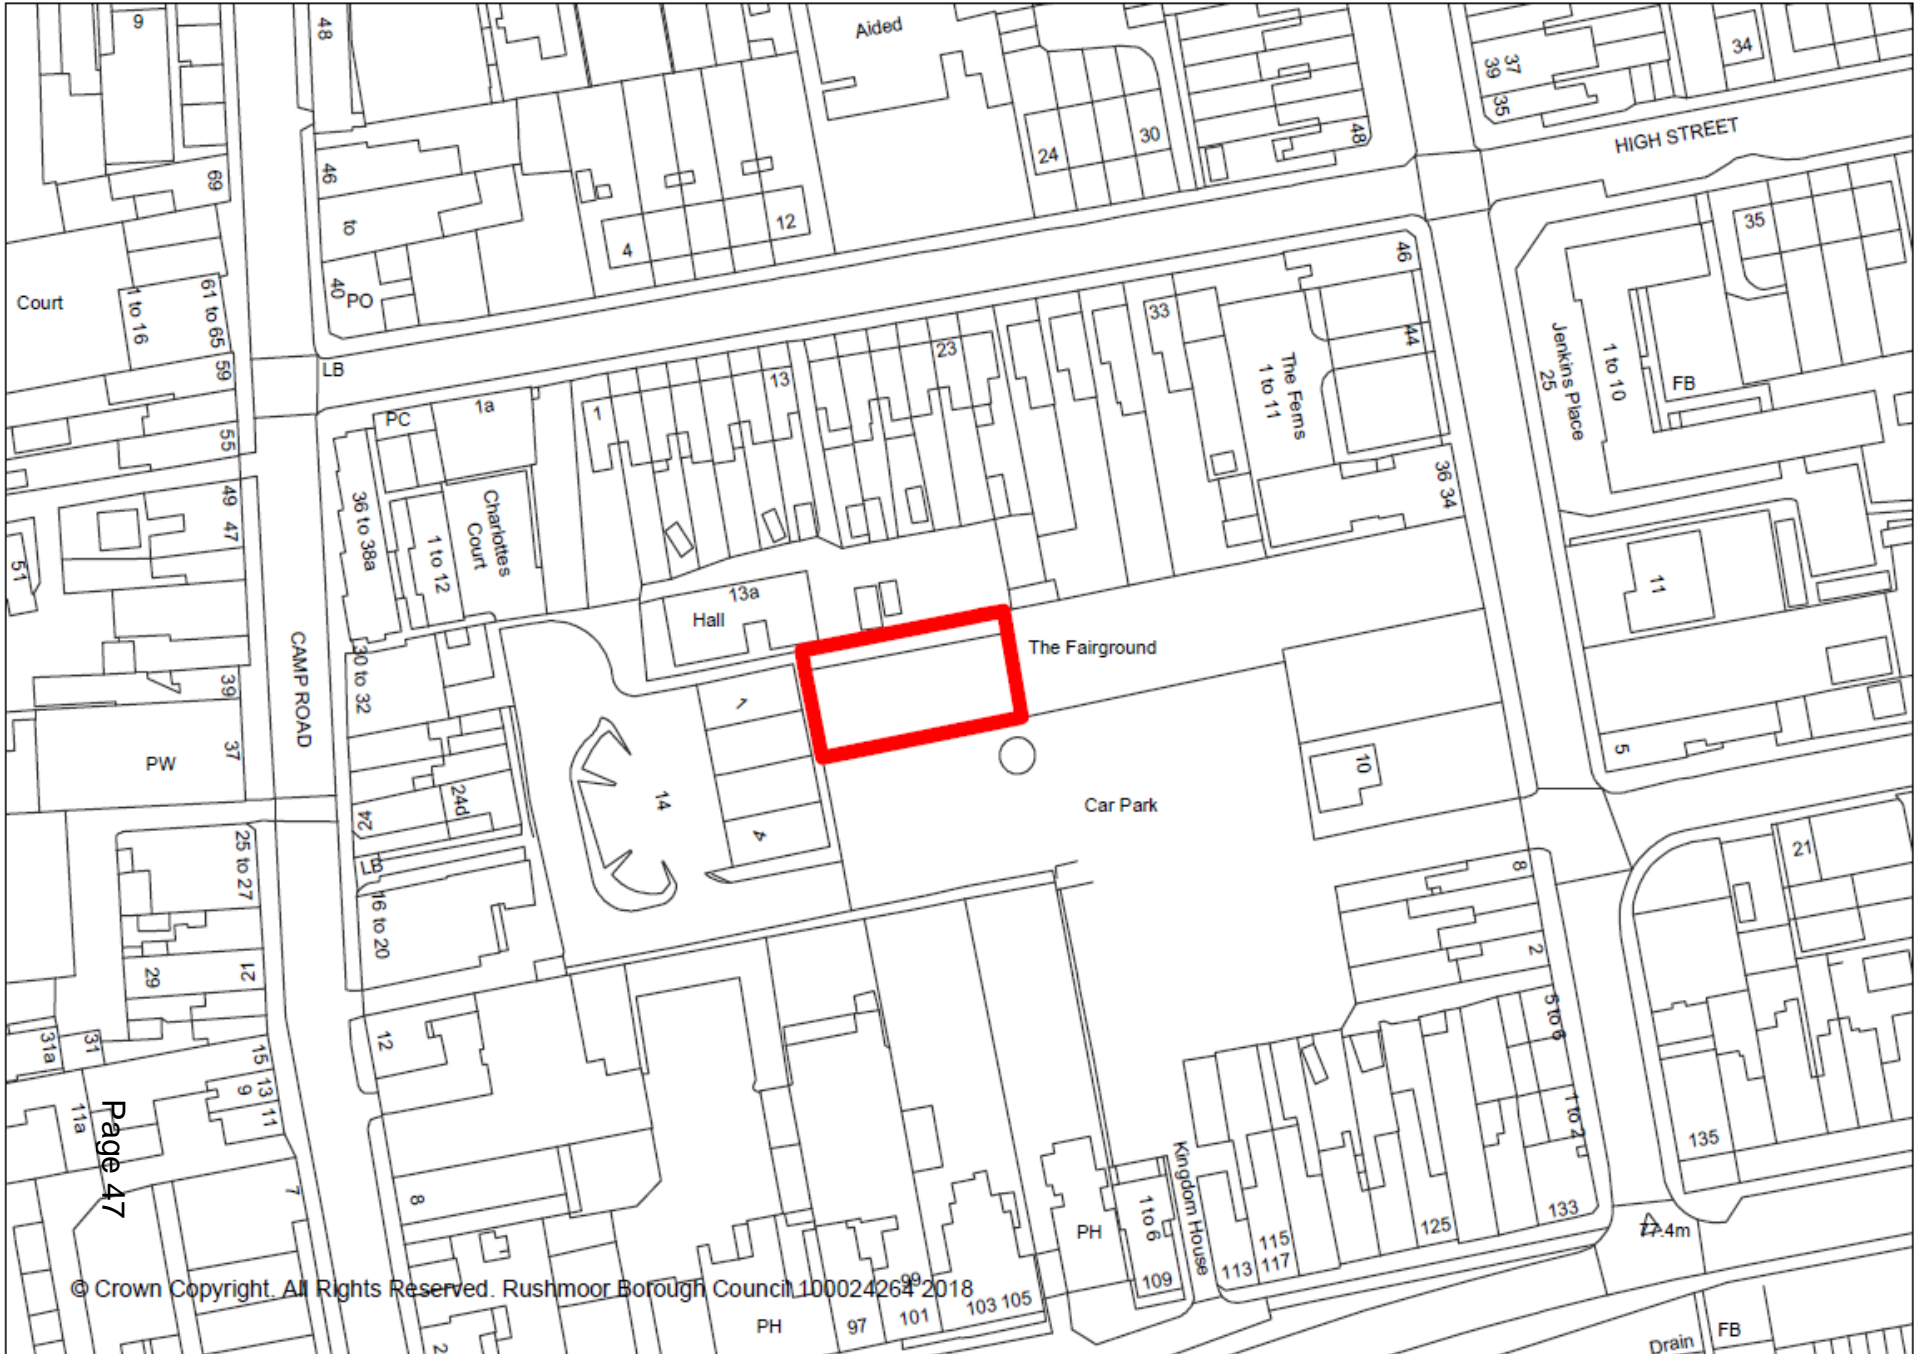 9
48
Aided
34
37
39
35
HIGH STREET
24
30
48
69
46
to
40
PO
4
12
Court
1 to 16
61 to 65
59
LB
35
46
44
33
23
13
1
1a
PC
The Ferns
1 to 11
Jenkins Place
25
1 to 10
FB
55
49
47
51
36 to 38a
1 to 12
Charlottes
Court
36 34
11
13a
Hall
The Fairground
CAMP ROAD
30 to 32
39
37
PW
1
14
4
24d
24
LB
Car Park
10
5
21
8
2
25 to 27
16 to 20
29
21
12
5 to 6
1 to 2
31a
31
15
13
9
11
11a
Page 47
7
8
135
Kingdom House
1 to 6
PH
109
113
115
117
125
133
77.4m
© Crown Copyright. All Rights Reserved. Rushmoor Borough Council 100024264 2018
99
101
103 105
97
PH
2
Drain
FB